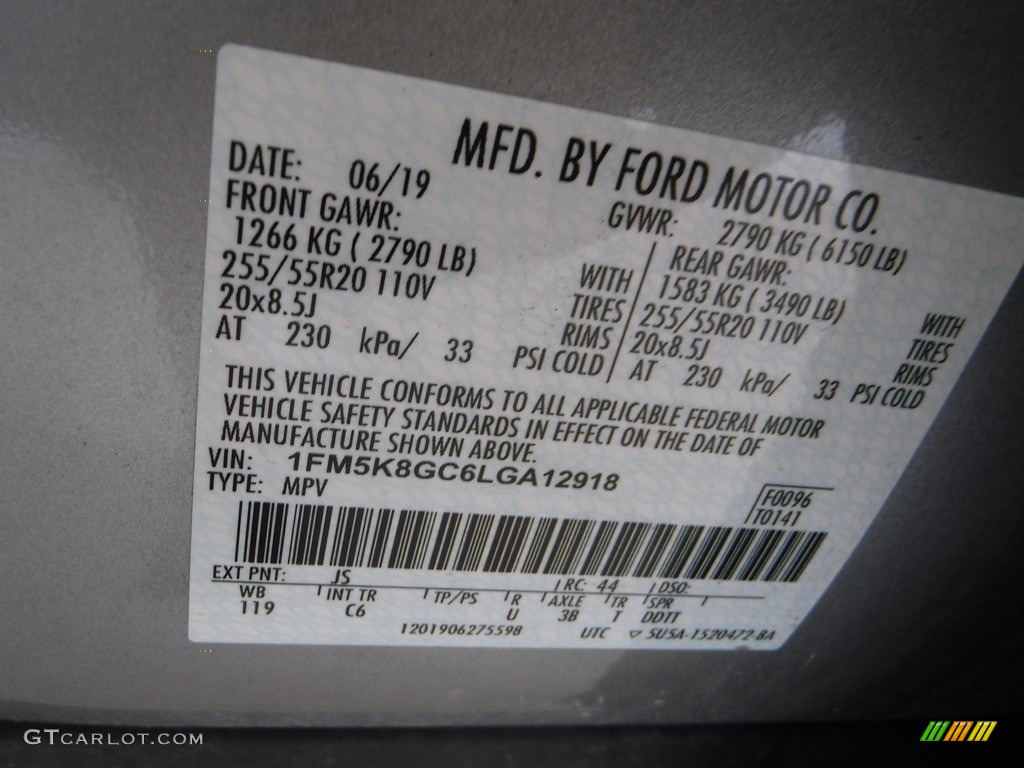 MFD. BY FORD MOTOR CO.
DATE: 06/19
GVWR: 2790 KG ( 6150 LB)
FRONT GAWR:
1266 KG ( 2790 LB) WITH
255/55R20 110V TIRES
20x8.5J RIMS
AT 230 kPa/ 33 PSI COLD
REAR GAWR:
1583 KG ( 3490 LB) WITH
255/55R20 110V TIRES
20x8.5J RIMS
AT 230 kPa/ 33 PSI COLD
THIS VEHICLE CONFORMS TO ALL APPLICABLE FEDERAL MOTOR
VEHICLE SAFETY STANDARDS IN EFFECT ON THE DATE OF
MANUFACTURE SHOWN ABOVE.
VIN: 1FM5K8GC6LGA12918
TYPE: MPV
F0096
T0141
EXT PNT: JS RC: 44 DSO:
WB INT TR TP/PS R AXLE TR SPR
119 C6 U 3B T DDTT
1201906275598 UTC ▽ 5U5A-1520472-BA
GTCARLOT.COM